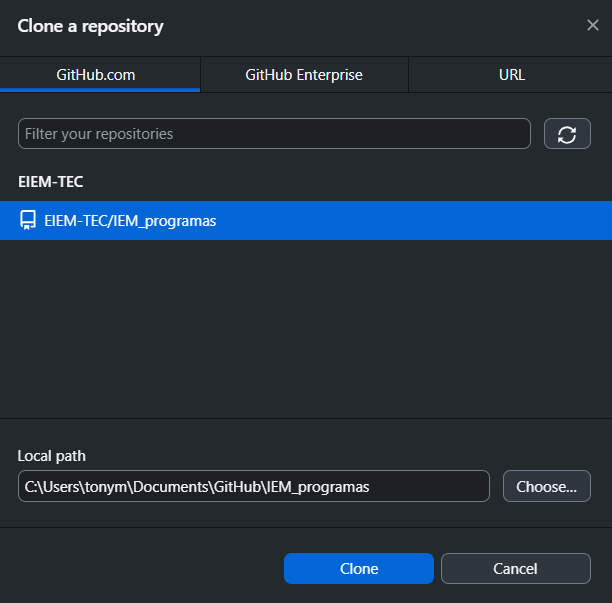 Clone a repository
GitHub.com
GitHub Enterprise
URL
Filter your repositories
EIEM-TEC
EIEM-TEC/IEM_programas
Local path
C:\Users\tonym\Documents\GitHub\IEM_programas
Choose...
Clone
Cancel